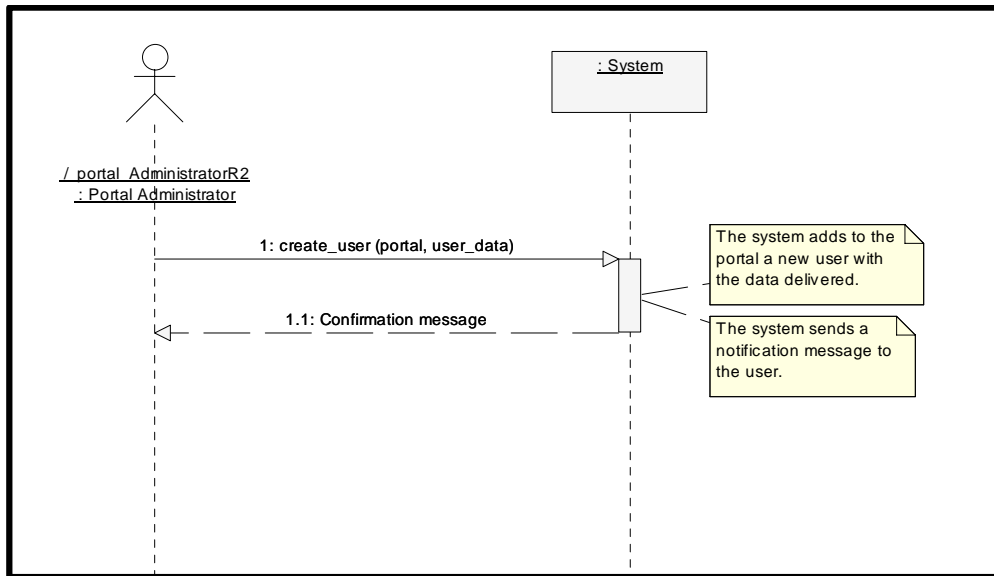 : System
/ portal_AdministratorR2
: Portal Administrator
1: create_user (portal, user_data)
The system adds to the
portal a new user with
the data delivered.
1.1: Confirmation message
The system sends a
notification message to
the user.